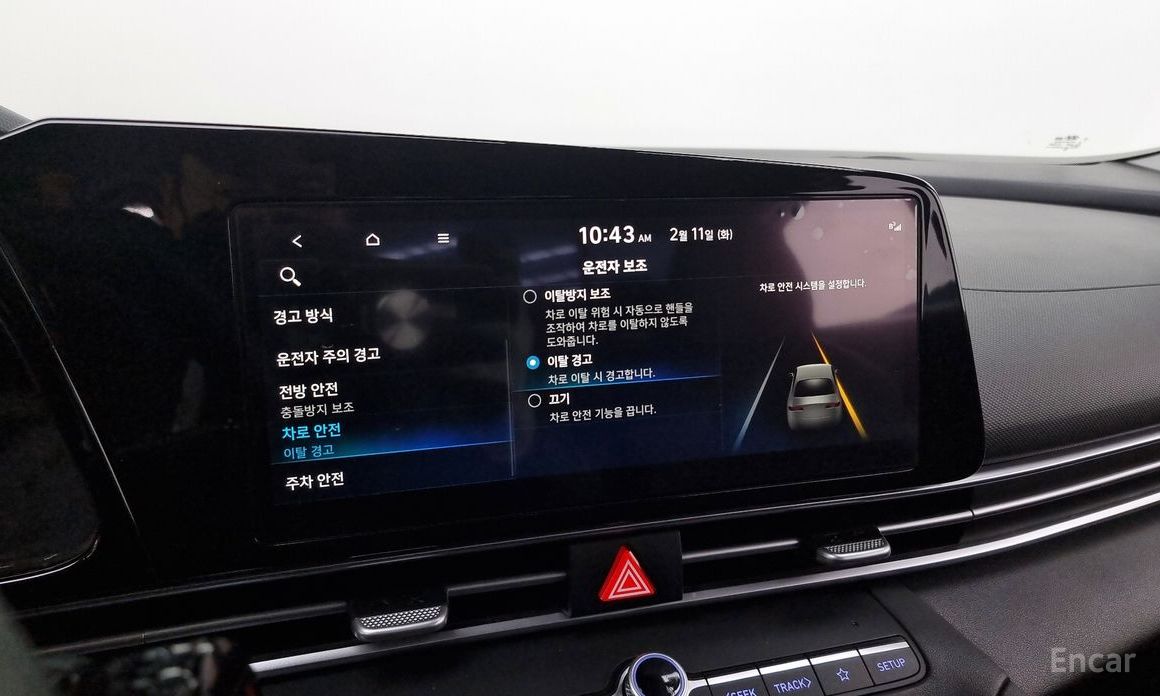 10:43 AM 2월 11일 (화)
운전자 보조
경고 방식
운전자 주의 경고
전방 안전
충돌방지 보조
차로 안전
이탈 경고
주차 안전
이탈방지 보조
차로 이탈 위험 시 자동으로 핸들을
조작하여 차로를 이탈하지 않도록
도와줍니다.
이탈 경고
차로 이탈 시 경고합니다.
끄기
차로 안전 기능을 끕니다.
차로 안전 시스템을 설정합니다.
<SEEK
TRACK>
SETUP
Encar